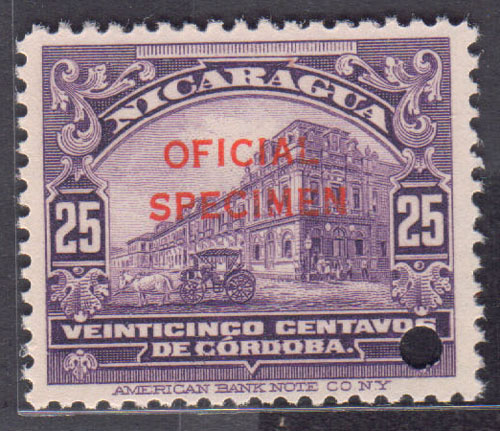 NICARAGUA
OFICIAL
SPECIMEN
25 25
VEINTICINCO CENTAVOS
DE CÓRDOBA.
AMERICAN BANK NOTE CO NY